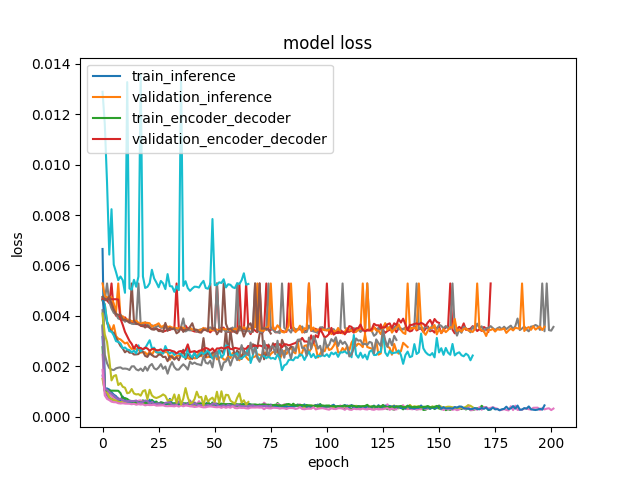 model loss
0.014
0.012
0.010
0.008
0.006
0.004
0.002
0.000
loss
train_inference
validation_inference
train_encoder_decoder
validation_encoder_decoder
0 25 50 75 100 125 150 175 200
epoch